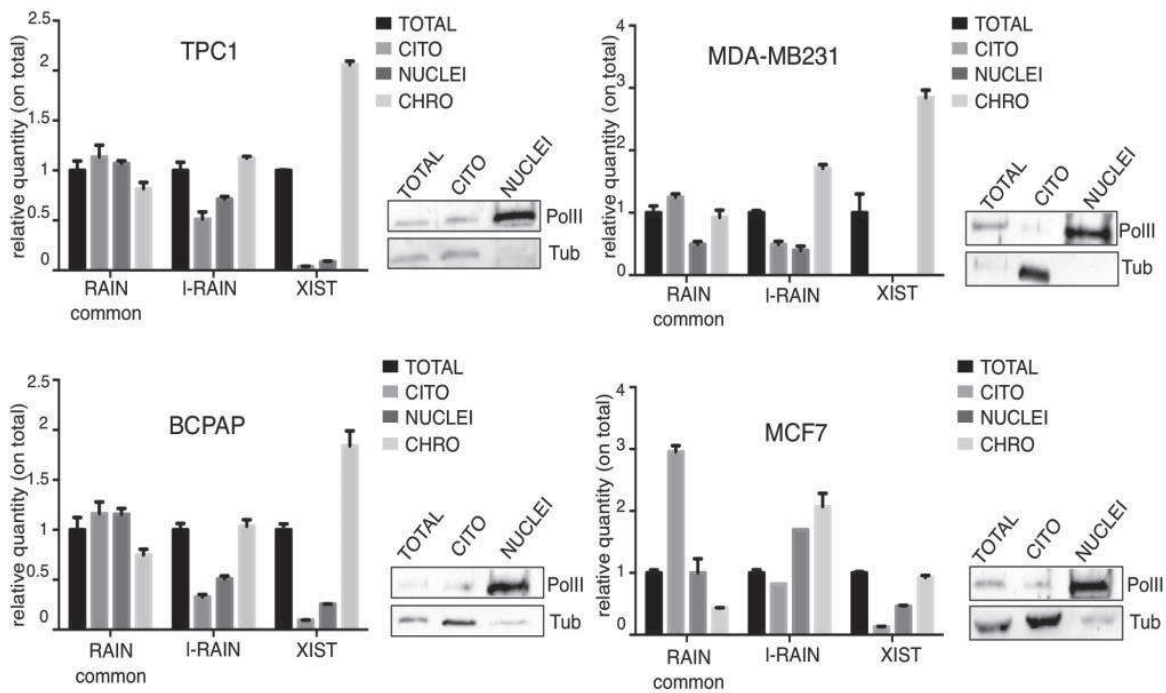 TPC1
relative quantity (on total)
2.5
2
1.5
1
0.5
0
RAIN
common
I-RAIN
XIST
TOTAL
CITO
NUCLEI
CHRO
TOTAL
CITO
NUCLEI
PolII
Tub
MDA-MB231
relative quantity (on total)
4
3
2
1
0
RAIN
common
I-RAIN
XIST
TOTAL
CITO
NUCLEI
CHRO
TOTAL
CITO
NUCLEI
PolII
Tub
BCPAP
relative quantity (on total)
2.5
2
1.5
1
0.5
0
RAIN
common
I-RAIN
XIST
TOTAL
CITO
NUCLEI
CHRO
TOTAL
CITO
NUCLEI
PolII
Tub
MCF7
relative quantity (on total)
4
3
2
1
0
RAIN
common
I-RAIN
XIST
TOTAL
CITO
NUCLEI
CHRO
TOTAL
CITO
NUCLEI
PolII
Tub